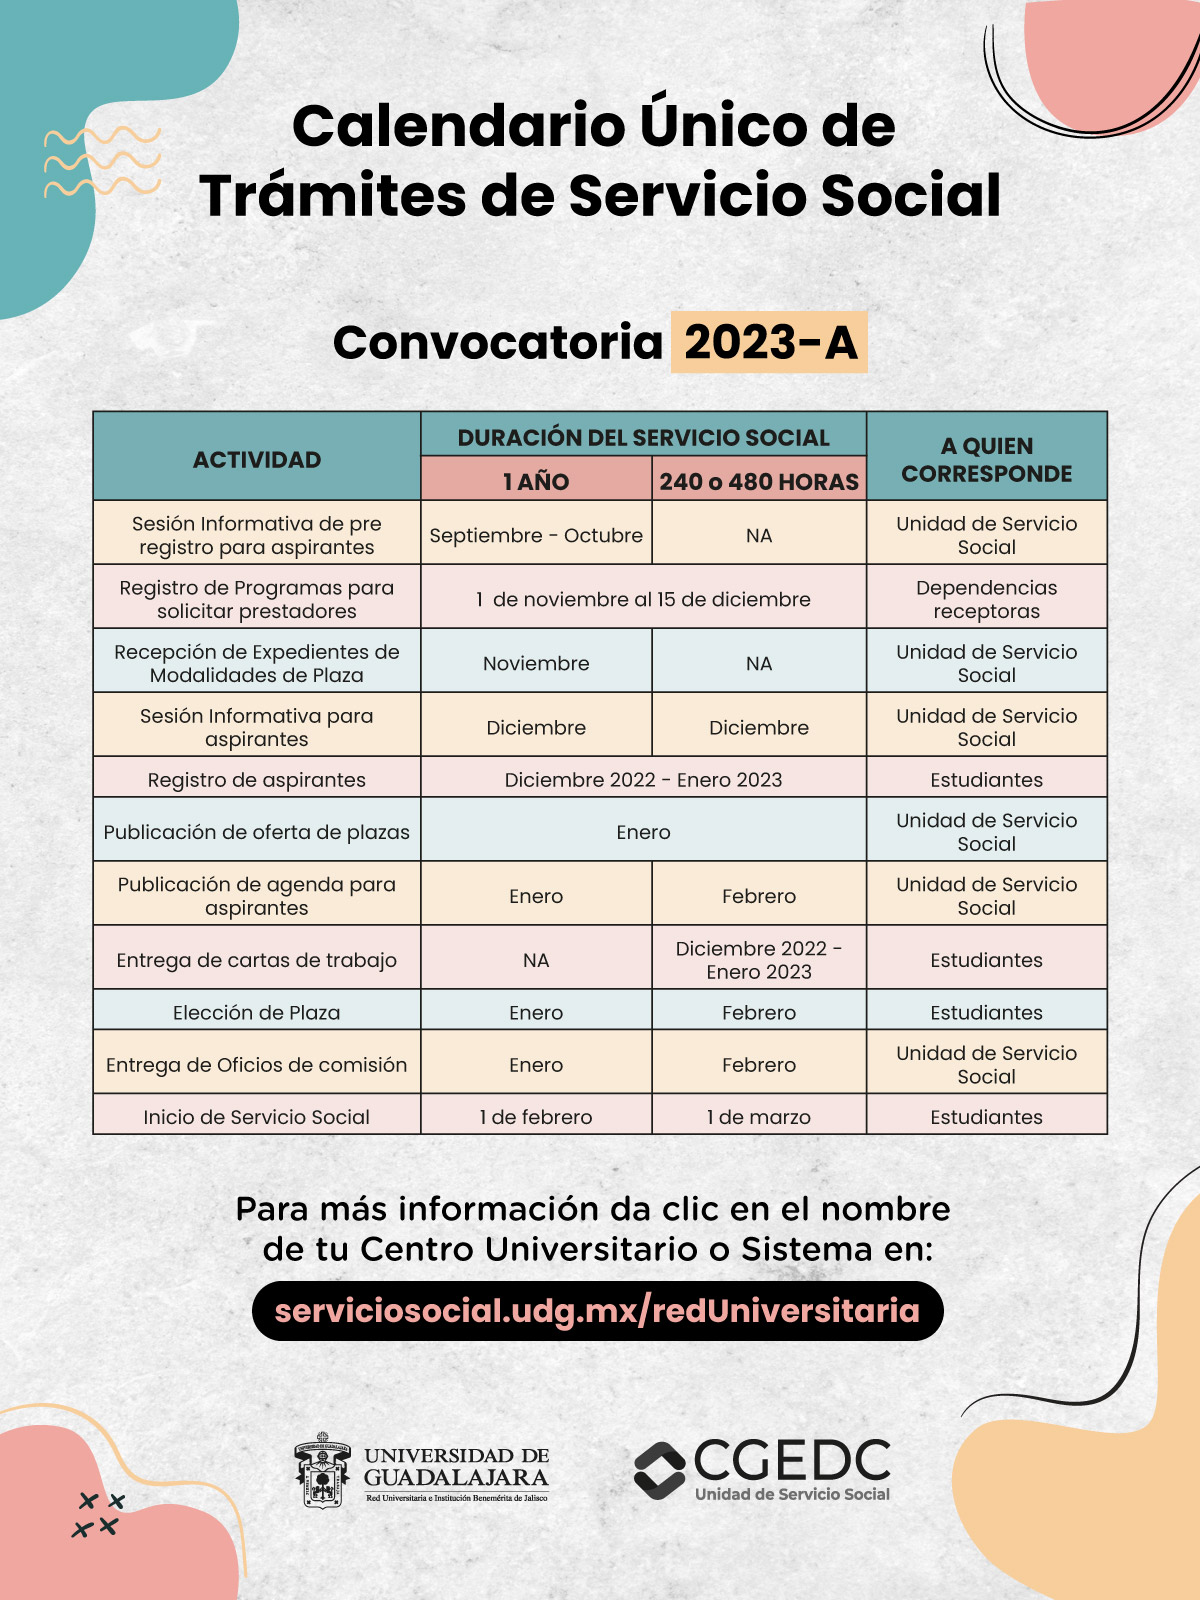 Calendario Único de
Trámites de Servicio Social
Convocatoria 2023-A
ACTIVIDAD
DURACIÓN DEL SERVICIO SOCIAL
A QUIEN
CORRESPONDE
1 AÑO
240 o 480 HORAS
Sesión Informativa de pre
registro para aspirantes
Septiembre - Octubre
NA
Unidad de Servicio
Social
Registro de Programas para
solicitar prestadores
1 de noviembre al 15 de diciembre
Dependencias
receptoras
Recepción de Expedientes de
Modalidades de Plaza
Noviembre
NA
Unidad de Servicio
Social
Sesión Informativa para
aspirantes
Diciembre
Diciembre
Unidad de Servicio
Social
Registro de aspirantes
Diciembre 2022 - Enero 2023
Estudiantes
Publicación de oferta de plazas
Enero
Unidad de Servicio
Social
Publicación de agenda para
aspirantes
Enero
Febrero
Unidad de Servicio
Social
Entrega de cartas de trabajo
NA
Diciembre 2022 -
Enero 2023
Estudiantes
Elección de Plaza
Enero
Febrero
Estudiantes
Entrega de Oficios de comisión
Enero
Febrero
Unidad de Servicio
Social
Inicio de Servicio Social
1 de febrero
1 de marzo
Estudiantes
Para más información da clic en el nombre
de tu Centro Universitario o Sistema en:
serviciosocial.udg.mx/redUniversitaria
UNIVERSIDAD DE
GUADALAJARA
Red Universitaria e Institución Benemérita de Jalisco
CGEDC
Unidad de Servicio Social